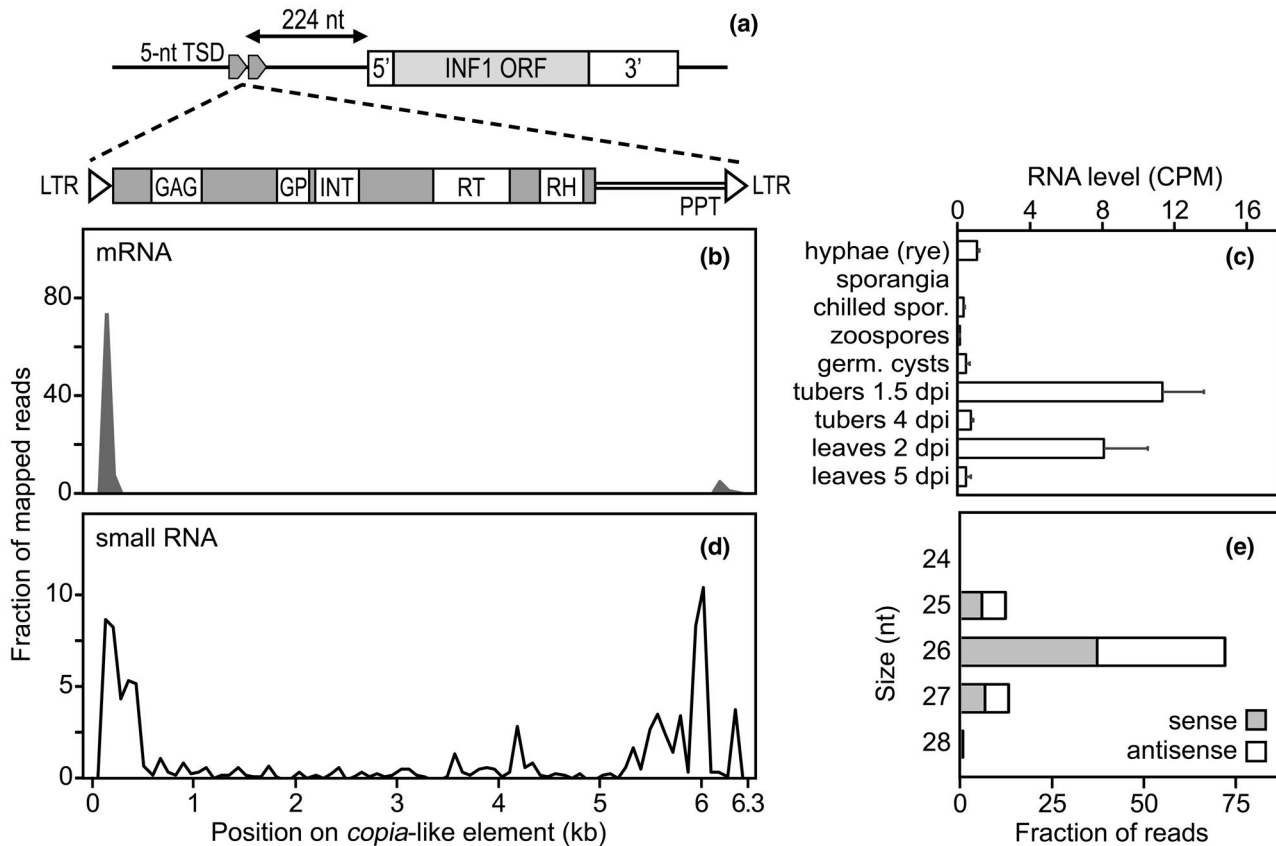 224 nt
(a)
5-nt TSD
5’ INF1 ORF 3’
LTR GAG GP INT RT RH PPT LTR
mRNA
(b)
Fraction of mapped reads
80
40
0
RNA level (CPM)
0 4 8 12 16
(c)
hyphae (rye)
sporangia
chilled spor.
zoospores
germ. cysts
tubers 1.5 dpi
tubers 4 dpi
leaves 2 dpi
leaves 5 dpi
small RNA
(d)
10
5
0
0 1 2 3 4 5 6 6.3
Position on copia-like element (kb)
(e)
Size (nt)
24
25
26
27
28
sense
antisense
0 25 50 75
Fraction of reads